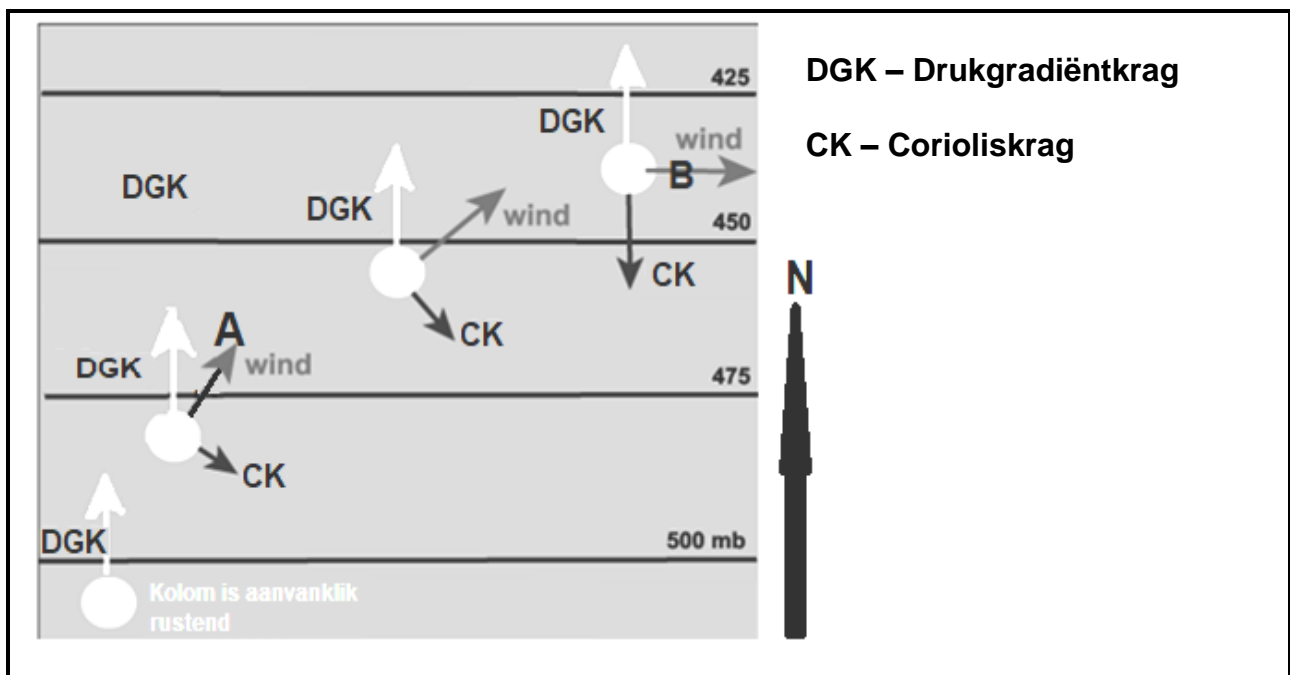 425
DGK – Drukgradiëntkrag
DGK
wind
CK – Corioliskrag
B
DGK
DGK
wind
450
CK
N
CK
A
DGK
wind
475
CK
DGK
500 mb
Kolom is aanvanklik
rustend